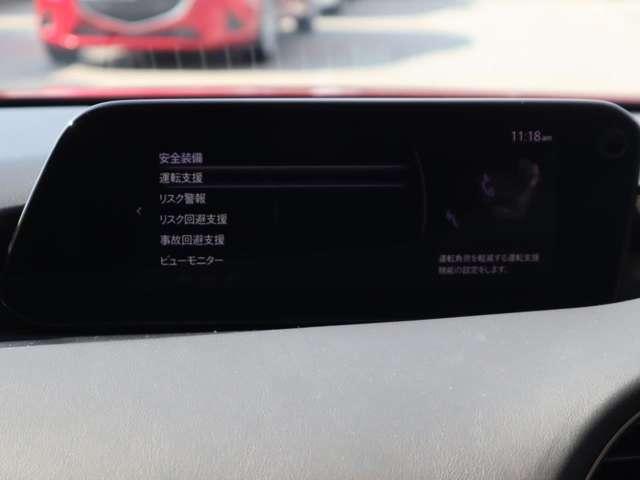 11:18am
安全装備
運転支援
リスク警報
リスク回避支援
事故回避支援
ビューモニター
運転負荷を軽減する運転支援
機能の設定をします。